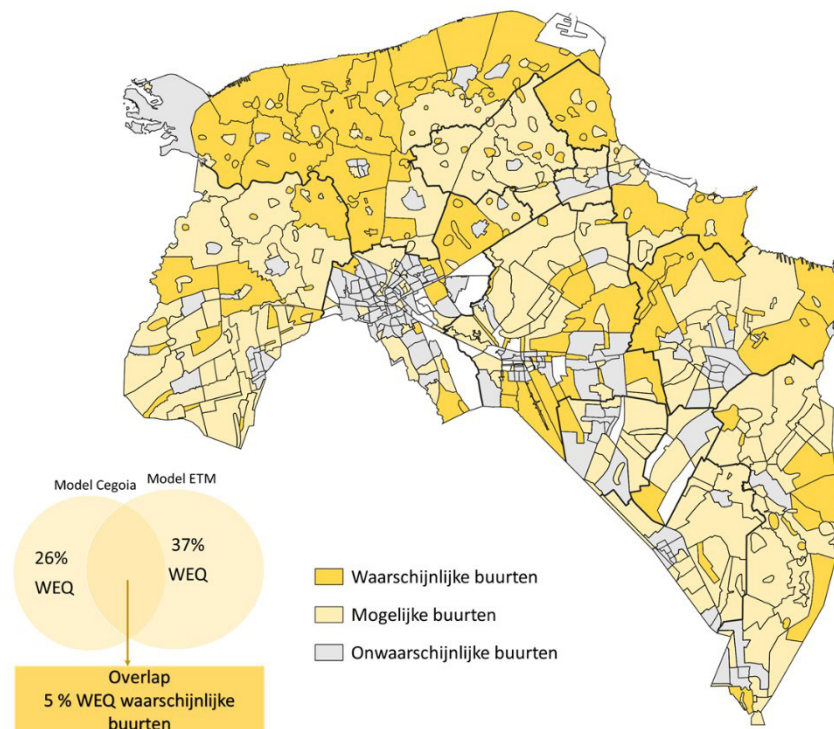 Model Cegoia
Model ETM
26%
WEQ
37%
WEQ
Overlap
5 % WEQ waarschijnlijke
buurten
Waarschijnlijke buurten
Mogelijke buurten
Onwaarschijnlijke buurten